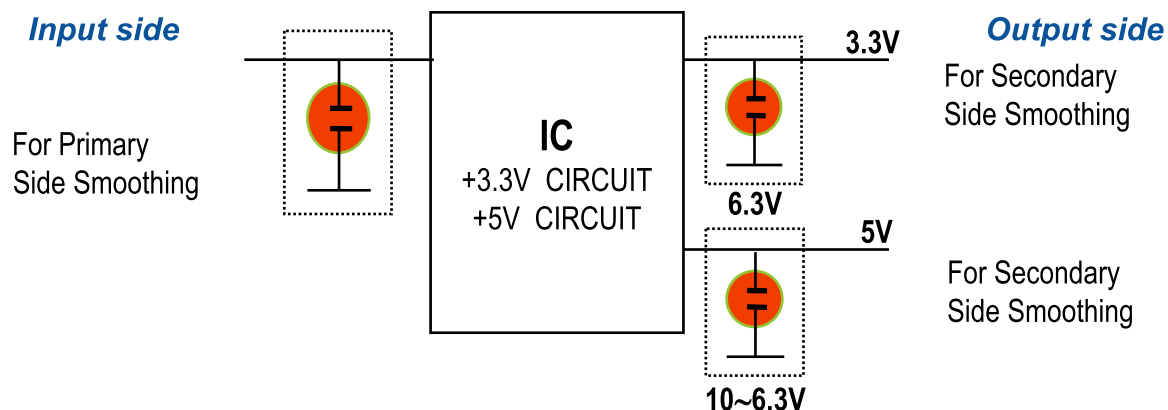 Input side
For Primary
Side Smoothing
IC
+3.3V CIRCUIT
+5V CIRCUIT
3.3V
6.3V
5V
10~6.3V
Output side
For Secondary
Side Smoothing
For Secondary
Side Smoothing